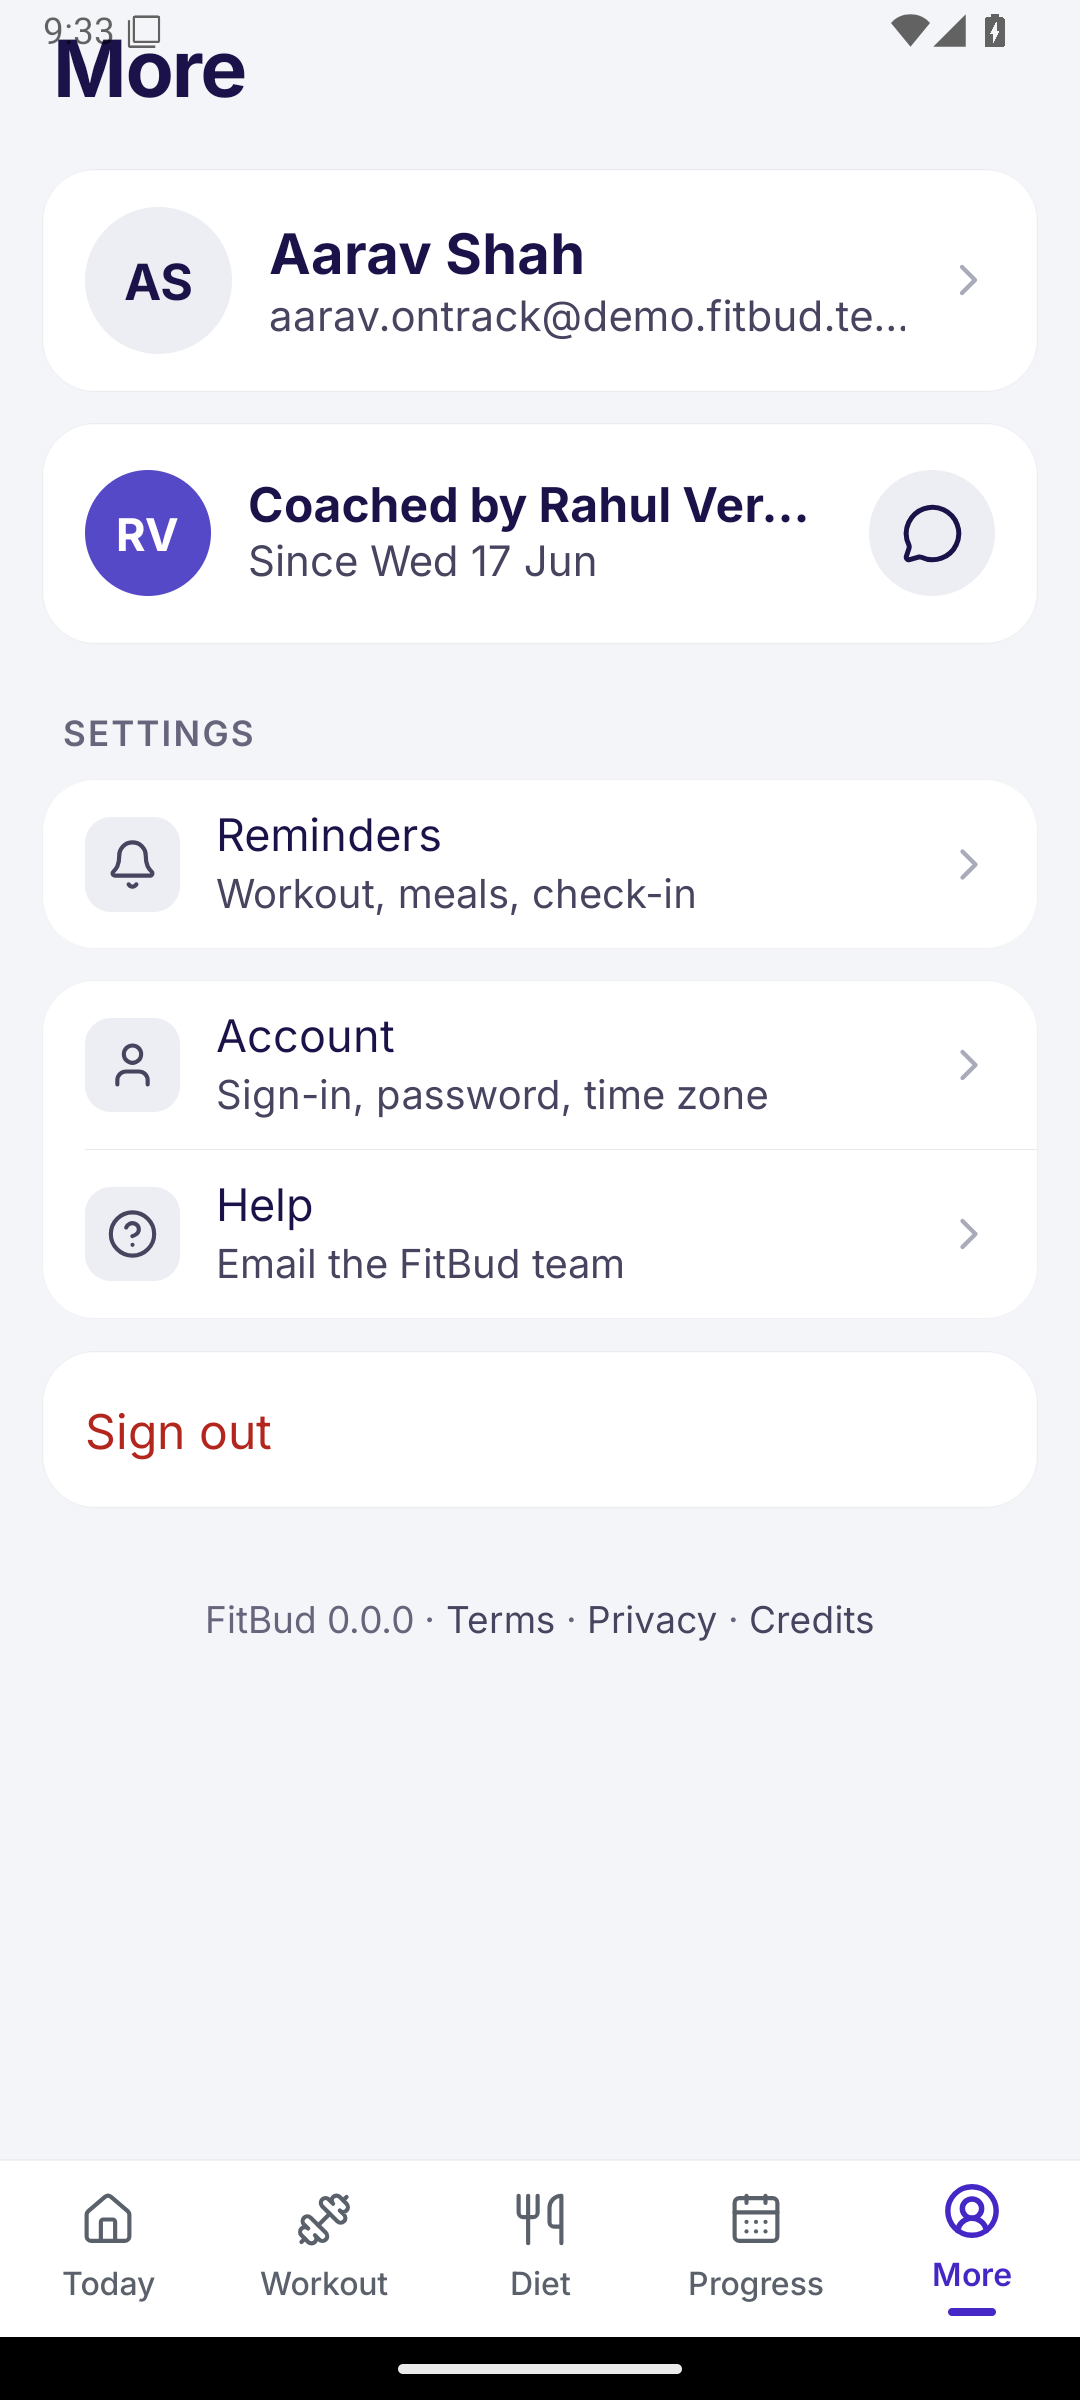 9:33
More
AS
Aarav Shah
aarav.ontrack@demo.fitbud.te...
RV
Coached by Rahul Ver...
Since Wed 17 Jun
SETTINGS
Reminders
Workout, meals, check-in
Account
Sign-in, password, time zone
Help
Email the FitBud team
Sign out
FitBud 0.0.0 · Terms · Privacy · Credits
Today
Workout
Diet
Progress
More